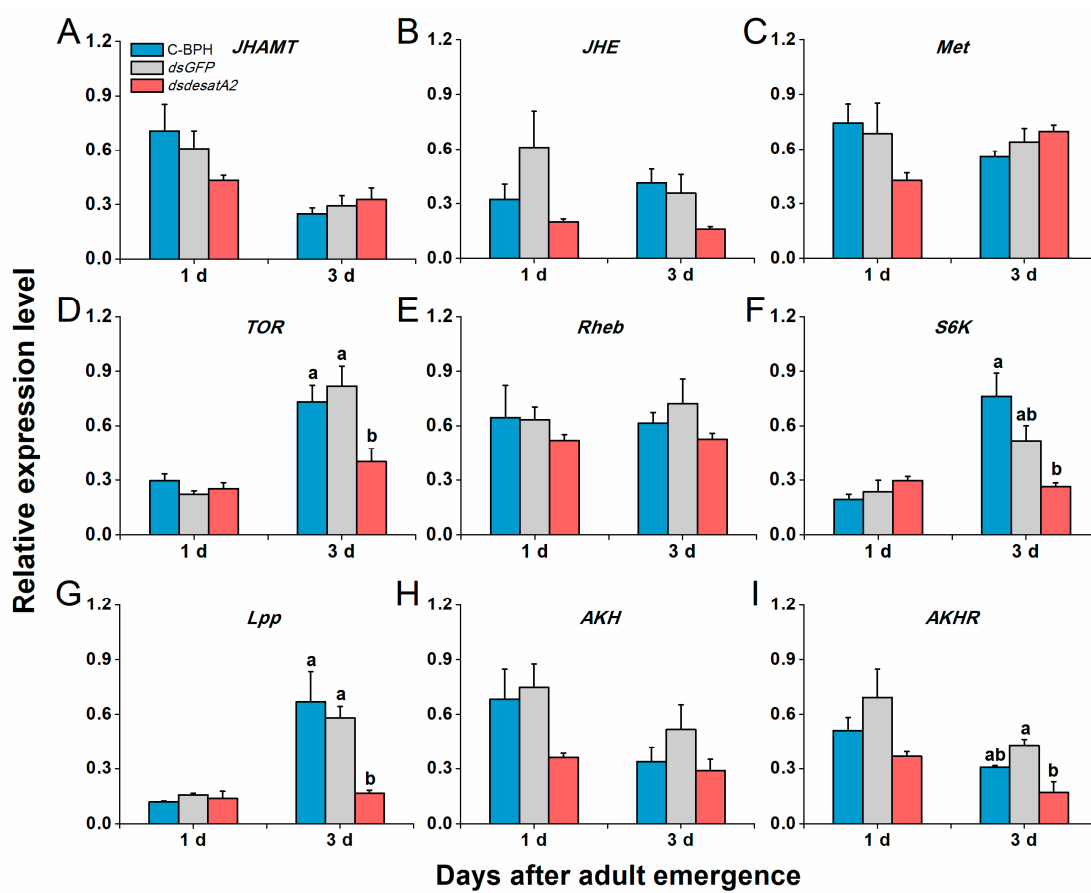 A
JHAMT
C-BPH
dsGFP
dsdesatA2
1.2
0.9
0.6
0.3
0.0
1 d
3 d
B
JHE
1.2
0.9
0.6
0.3
0.0
1 d
3 d
C
Met
1.2
0.9
0.6
0.3
0.0
1 d
3 d
D
TOR
1.2
0.9
0.6
0.3
0.0
a
a
b
1 d
3 d
E
Rheb
1.2
0.9
0.6
0.3
0.0
1 d
3 d
F
S6K
1.2
0.9
0.6
0.3
0.0
a
ab
b
1 d
3 d
G
Lpp
1.2
0.9
0.6
0.3
0.0
a
a
b
1 d
3 d
H
AKH
1.2
0.9
0.6
0.3
0.0
1 d
3 d
I
AKHR
1.2
0.9
0.6
0.3
0.0
ab
a
b
1 d
3 d
Relative expression level
Days after adult emergence